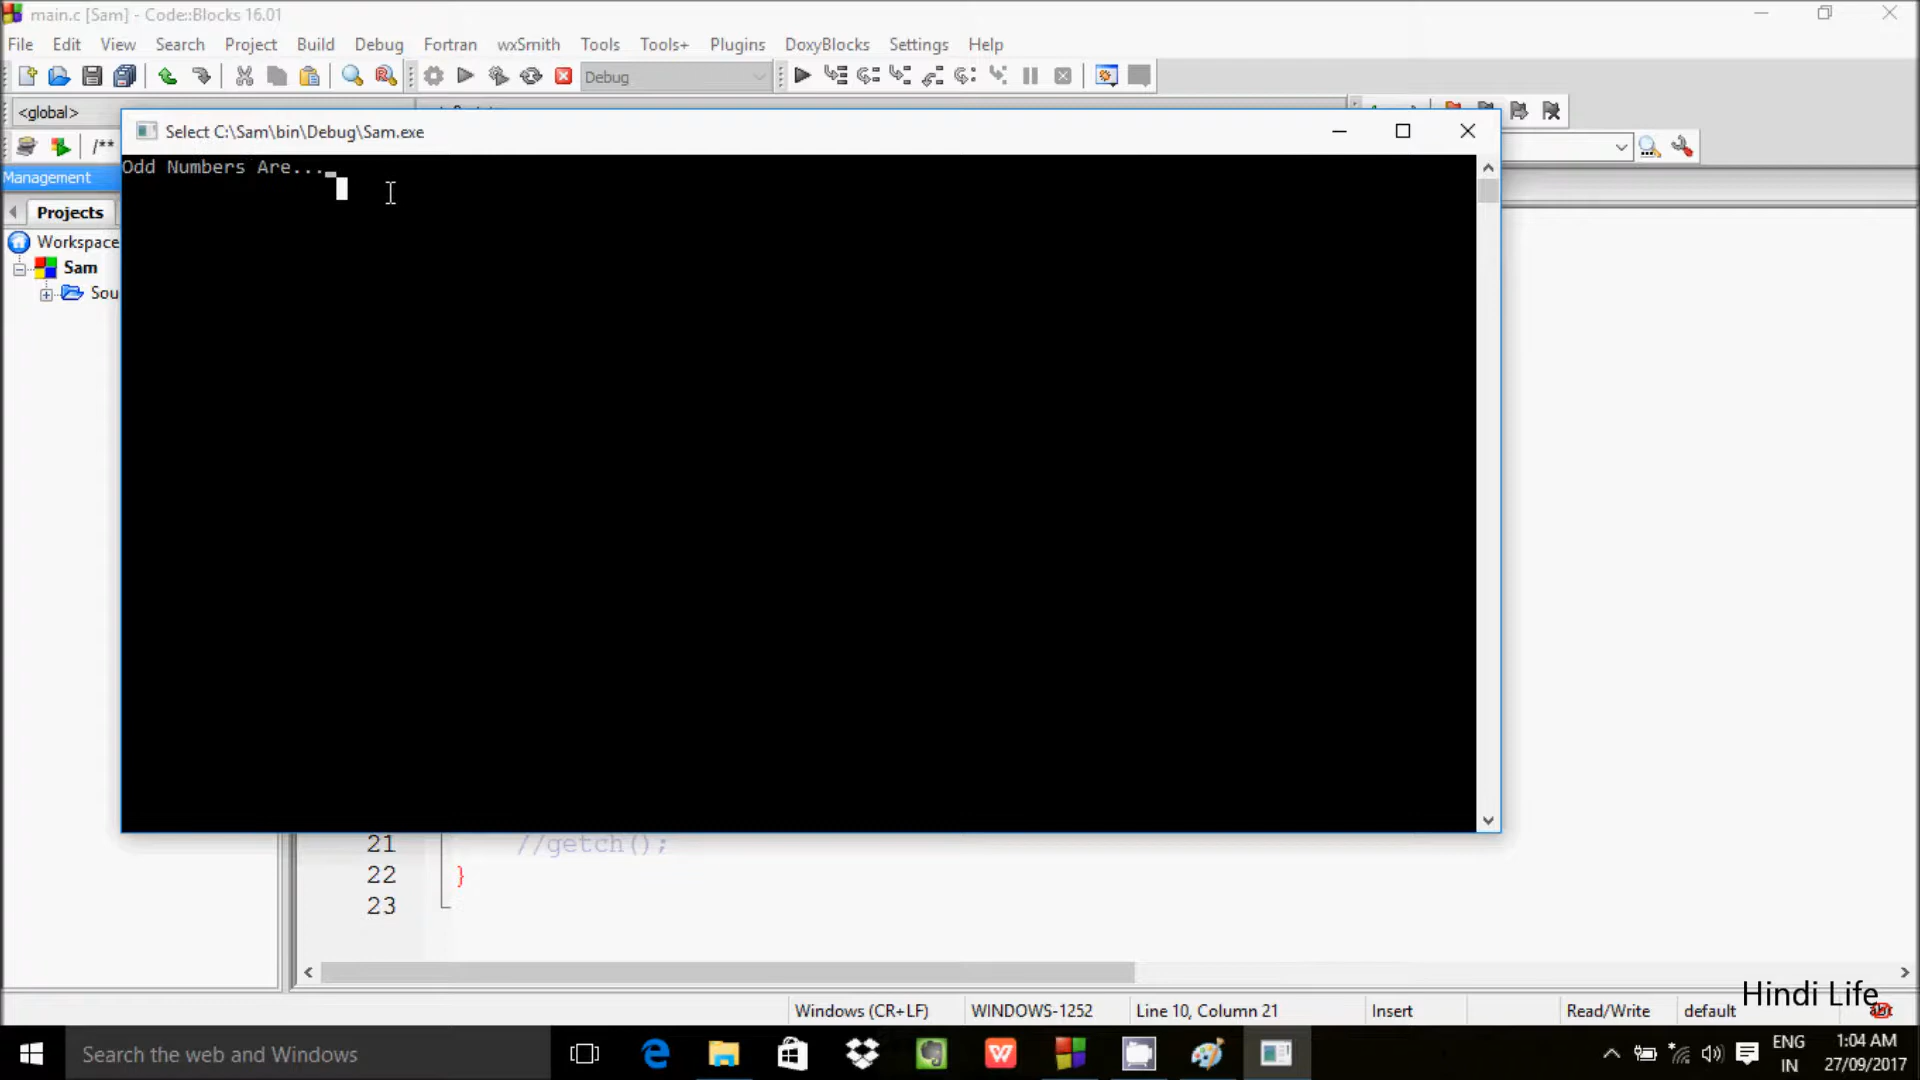 main.c [Sam] - Code::Blocks 16.01
File Edit View Search Project Build Debug Fortran wxSmith Tools Tools+ Plugins DoxyBlocks Settings Help
Debug
<global>
Select C:\Sam\bin\Debug\Sam.exe
/**
Odd Numbers Are...
Management
Projects
Workspace
Sam
Sou
21 //getch();
22 }
23
Hindi Life
Windows (CR+LF) WINDOWS-1252 Line 10, Column 21 Insert Read/Write default
Search the web and Windows
ENG
IN
1:04 AM
27/09/2017